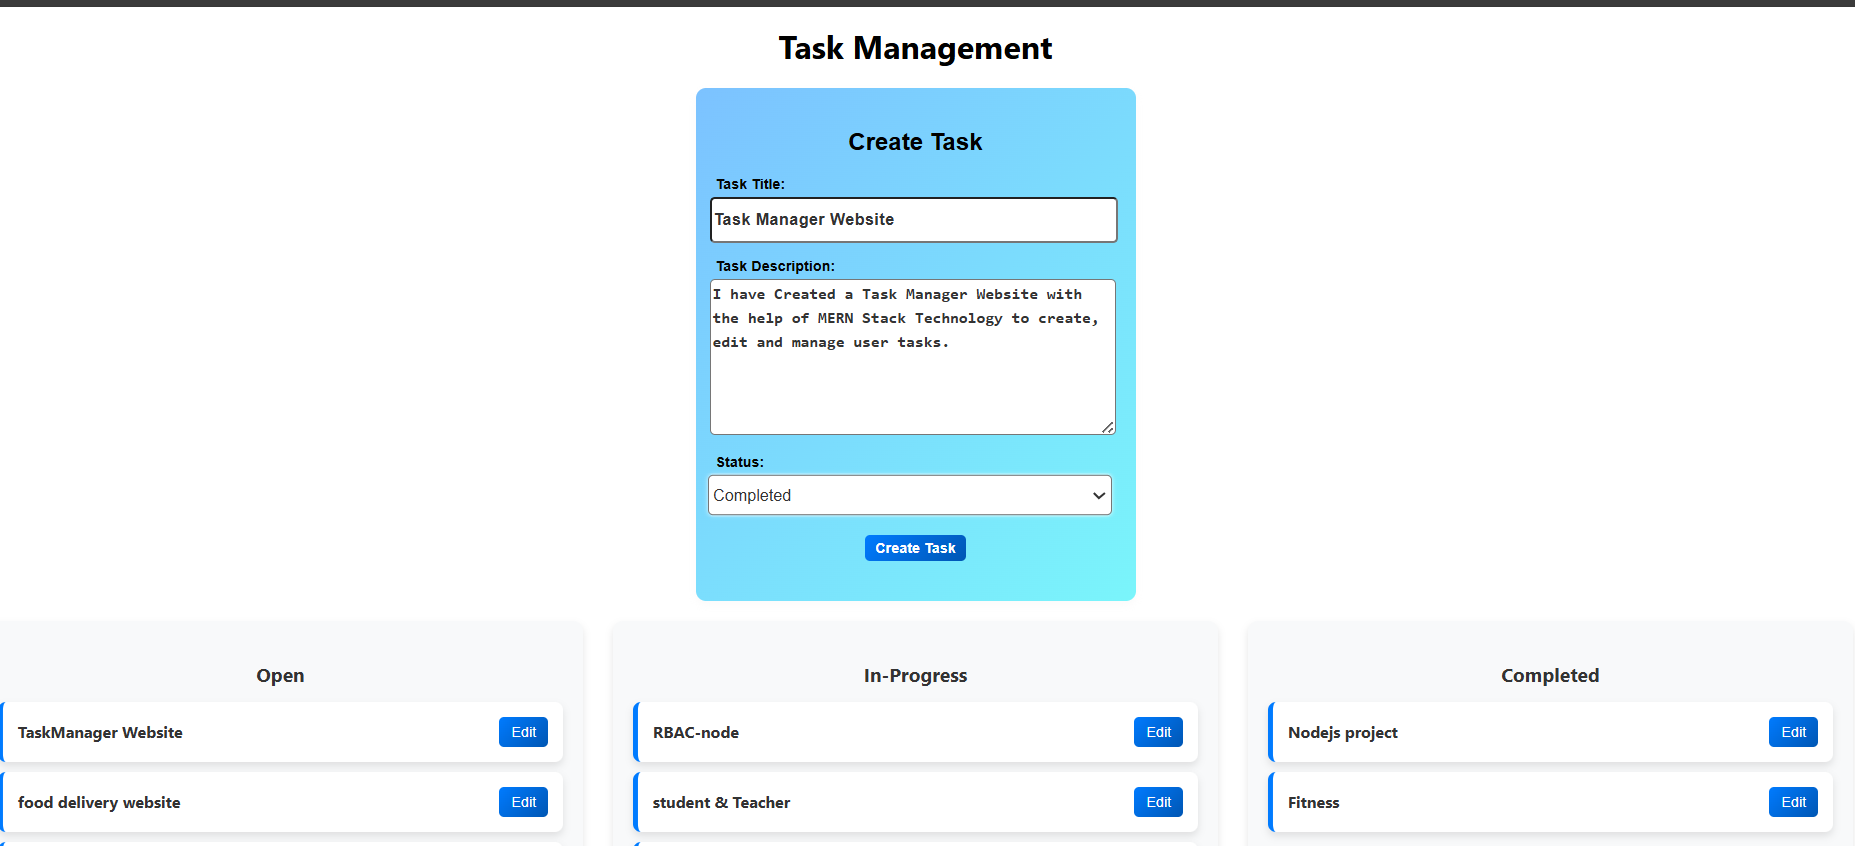 Task Management
Create Task
Task Title:
Task Manager Website
Task Description:
I have Created a Task Manager Website with
the help of MERN Stack Technology to create,
edit and manage user tasks.
Status:
Completed
Create Task
Open
TaskManager Website
Edit
food delivery website
Edit
In-Progress
RBAC-node
Edit
student & Teacher
Edit
Completed
Nodejs project
Edit
Fitness
Edit